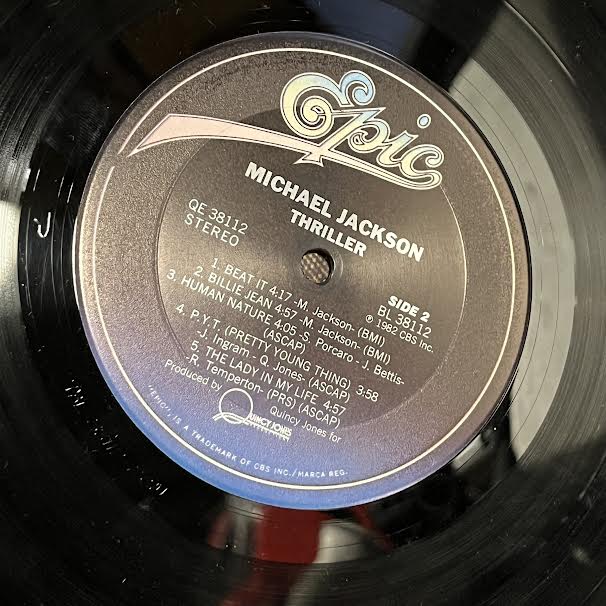 Epic
MICHAEL JACKSON
THRILLER
QE 38112
STEREO
SIDE 2
BL 38112
℗ 1982 CBS Inc.
1. BEAT IT 4:17 -M. Jackson- (BMI)
2. BILLIE JEAN 4:57 -M. Jackson- (BMI)
3. HUMAN NATURE 4:05 -S. Porcaro - J. Bettis-
(ASCAP)
4. P.Y.T. (PRETTY YOUNG THING) 3:58
-J. Ingram - Q. Jones- (ASCAP)
5. THE LADY IN MY LIFE 4:57
-R. Temperton- (PRS) (ASCAP)
Produced by Quincy Jones for
QUINCY JONES
"EPIC", IS A TRADEMARK OF CBS INC./MARCA REG.